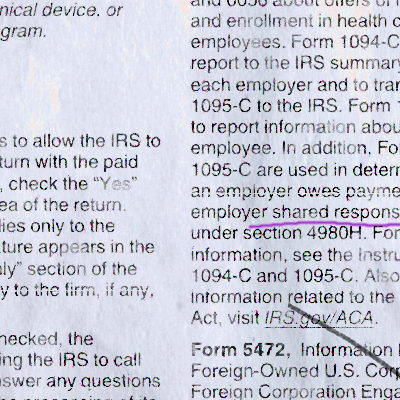 nical device, or
gram.
s to allow the IRS to
turn with the paid
, check the "Yes"
ea of the return.
lies only to the
ture appears in the
ly" section of the
y to the firm, if any,
hecked, the
ing the IRS to call
nswer any questions
and 6056 about offers of
and enrollment in health c
employees. Form 1094-C
report to the IRS summary
each employer and to tran
1095-C to the IRS. Form 1
to report information abou
employee. In addition, Fo
1095-C are used in determ
an employer owes payme
employer shared respons
under section 4980H. For
information, see the Instru
1094-C and 1095-C. Also
information related to the
Act, visit IRS.gov/ACA.
Form 5472, Information
Foreign-Owned U.S. Corp
Foreign Corporation Enga